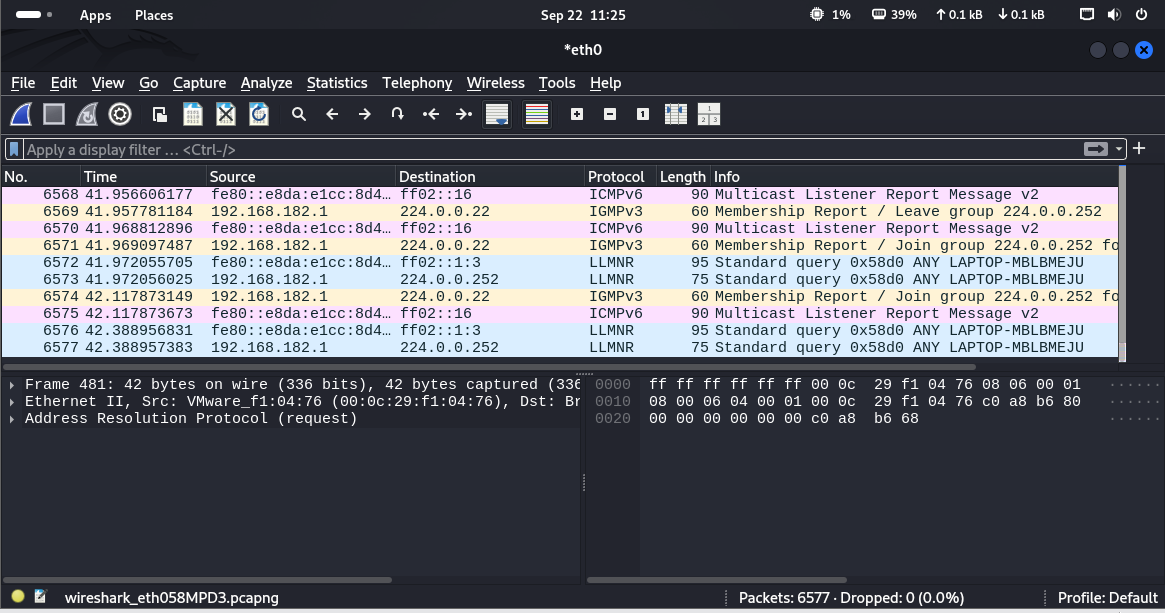 Apps Places Sep 22 11:25 1% 39% 0.1 kB 0.1 kB
*eth0
File Edit View Go Capture Analyze Statistics Telephony Wireless Tools Help
Apply a display filter … <Ctrl-/>
No. Time Source Destination Protocol Length Info
6568 41.956606177 fe80::e8da:e1cc:8d4… ff02::16 ICMPv6 90 Multicast Listener Report Message v2
6569 41.957781184 192.168.182.1 224.0.0.22 IGMPv3 60 Membership Report / Leave group 224.0.0.252
6570 41.968812896 fe80::e8da:e1cc:8d4… ff02::16 ICMPv6 90 Multicast Listener Report Message v2
6571 41.969097487 192.168.182.1 224.0.0.22 IGMPv3 60 Membership Report / Join group 224.0.0.252 fo
6572 41.972055705 fe80::e8da:e1cc:8d4… ff02::1:3 LLMNR 95 Standard query 0x58d0 ANY LAPTOP-MBLBMEJU
6573 41.972056025 192.168.182.1 224.0.0.252 LLMNR 75 Standard query 0x58d0 ANY LAPTOP-MBLBMEJU
6574 42.117873149 192.168.182.1 224.0.0.22 IGMPv3 60 Membership Report / Join group 224.0.0.252 fo
6575 42.117873673 fe80::e8da:e1cc:8d4… ff02::16 ICMPv6 90 Multicast Listener Report Message v2
6576 42.388956831 fe80::e8da:e1cc:8d4… ff02::1:3 LLMNR 95 Standard query 0x58d0 ANY LAPTOP-MBLBMEJU
6577 42.388957383 192.168.182.1 224.0.0.252 LLMNR 75 Standard query 0x58d0 ANY LAPTOP-MBLBMEJU
Frame 481: 42 bytes on wire (336 bits), 42 bytes captured (336
Ethernet II, Src: VMware_f1:04:76 (00:0c:29:f1:04:76), Dst: Br
Address Resolution Protocol (request)
0000 ff ff ff ff ff ff 00 0c 29 f1 04 76 08 06 00 01 ······
0010 08 00 06 04 00 01 00 0c 29 f1 04 76 c0 a8 b6 80 ······
0020 00 00 00 00 00 00 c0 a8 b6 68 ······
wireshark_eth058MPD3.pcapng Packets: 6577 · Dropped: 0 (0.0%) Profile: Default